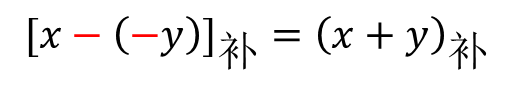 [x − (−y)]补 = (x + y)补